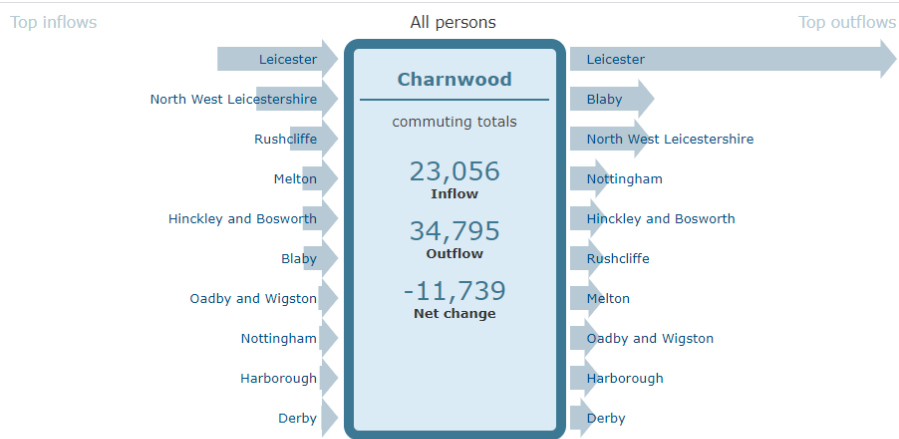 Top inflows
All persons
Top outflows
Leicester
North West Leicestershire
Rushcliffe
Melton
Hinckley and Bosworth
Blaby
Oadby and Wigston
Nottingham
Harborough
Derby
Charnwood
commuting totals
23,056
Inflow
34,795
Outflow
-11,739
Net change
Leicester
Blaby
North West Leicestershire
Nottingham
Hinckley and Bosworth
Rushcliffe
Melton
Oadby and Wigston
Harborough
Derby